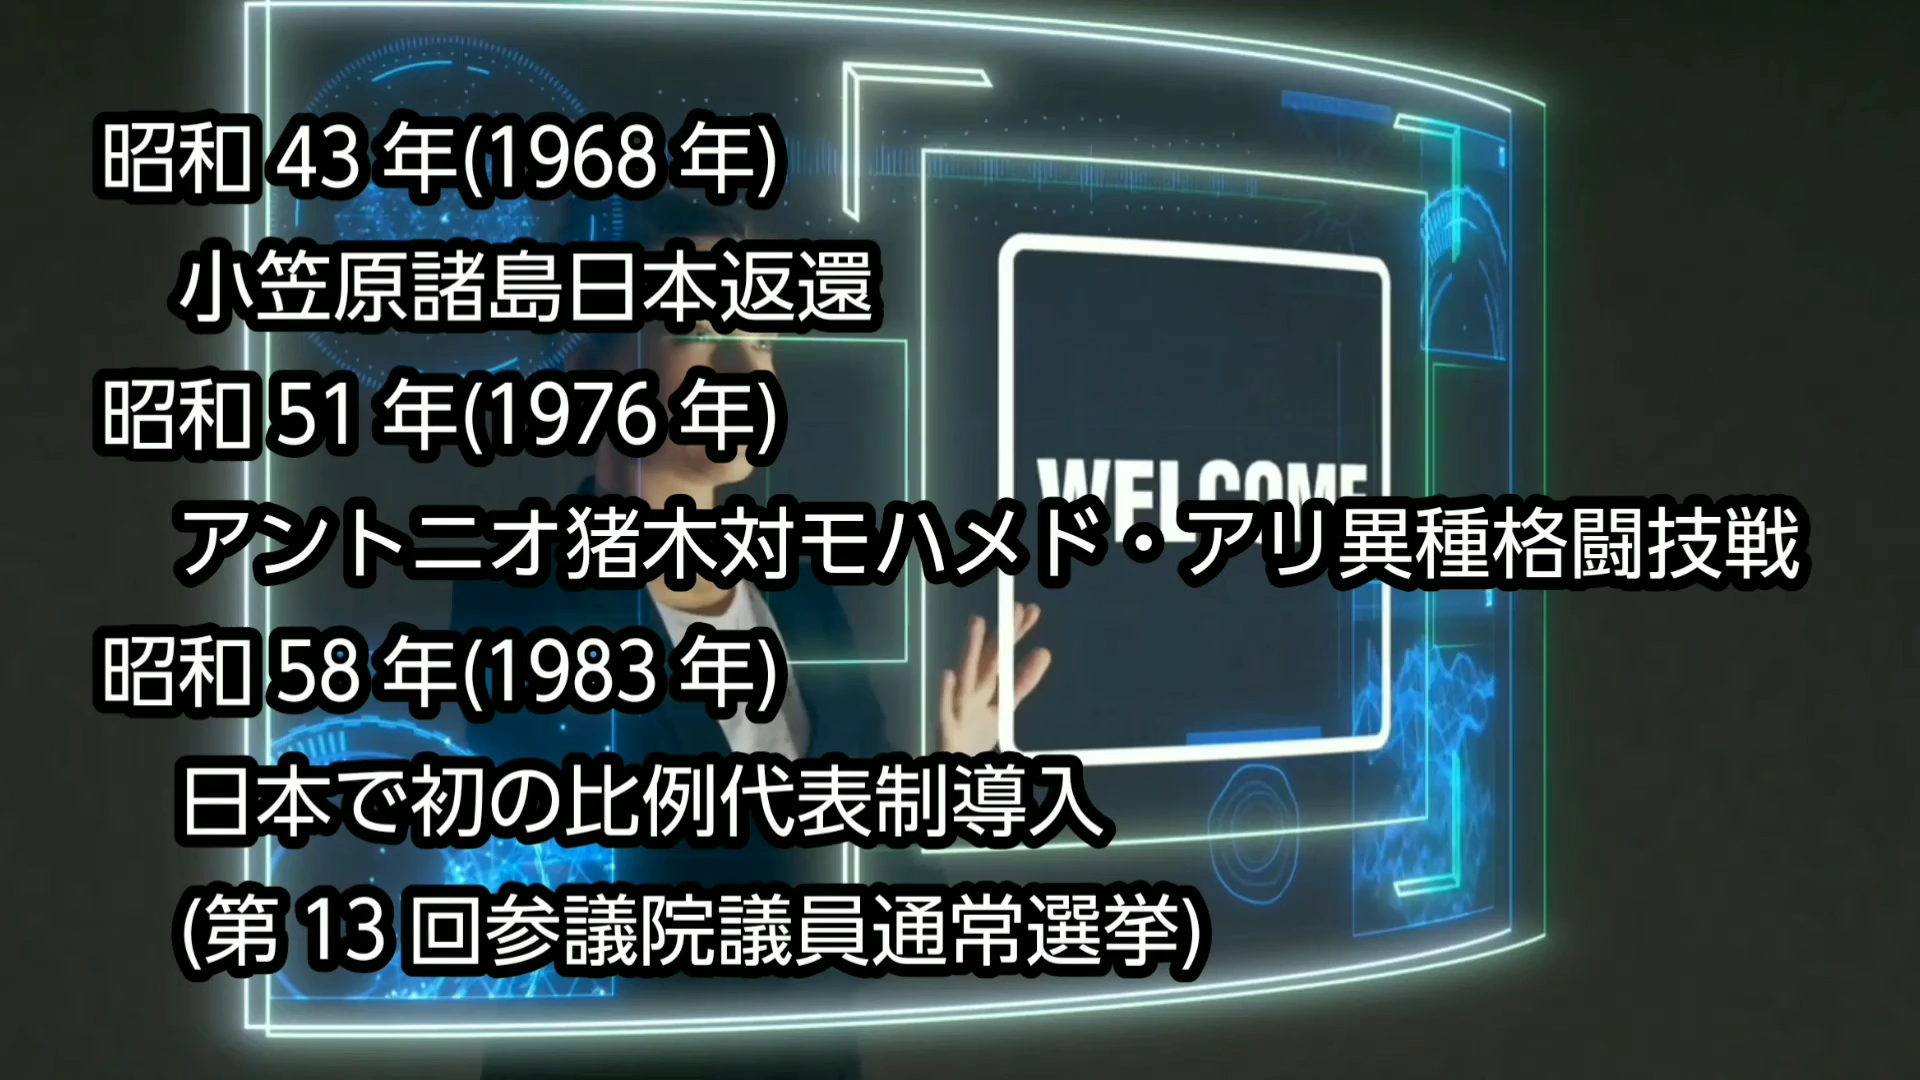 昭和 43 年(1968 年)
小笠原諸島日本返還
昭和 51 年(1976 年)
WELCOME
アントニオ猪木対モハメド・アリ異種格闘技戦
昭和 58 年(1983 年)
日本で初の比例代表制導入
(第 13 回参議院議員通常選挙)